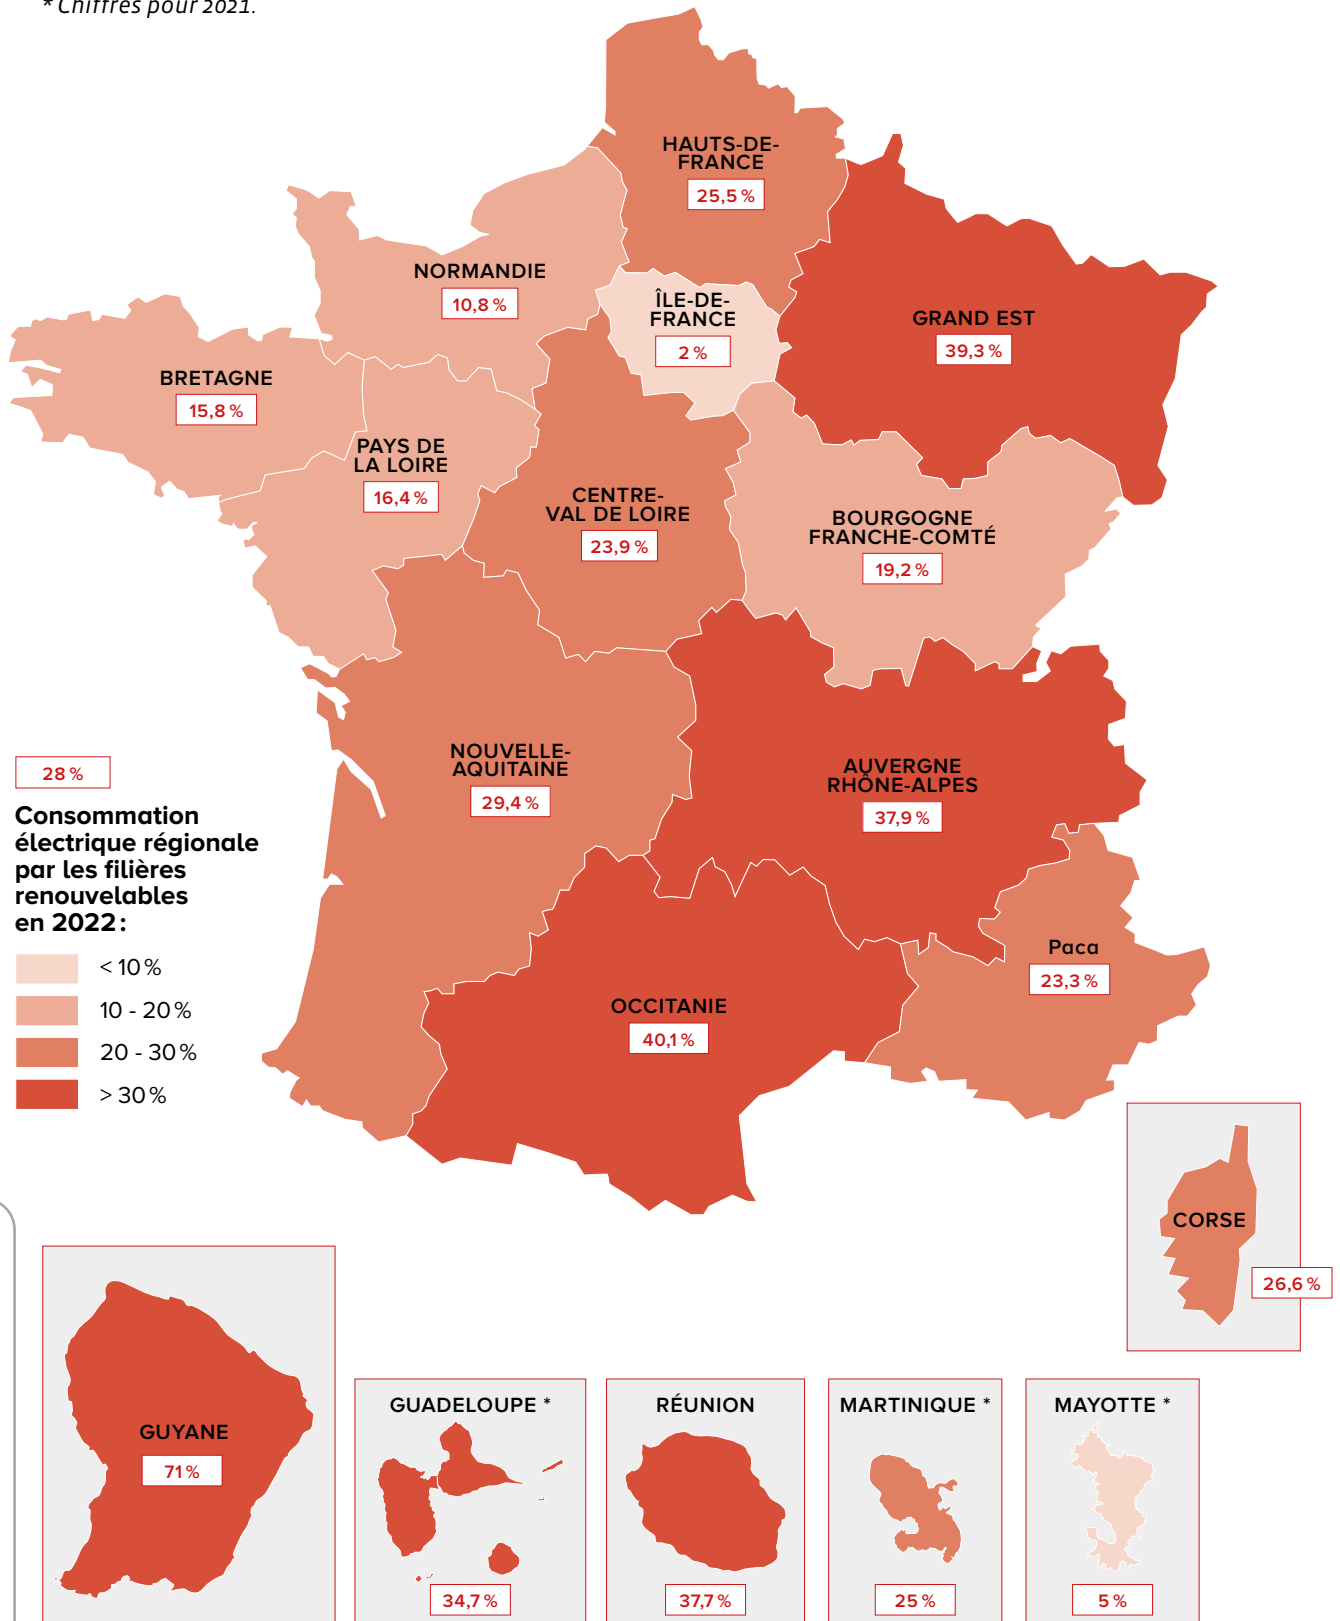 * Chiffres pour 2021.
HAUTS-DE-
FRANCE
25,5 %
NORMANDIE
10,8 %
ÎLE-DE-
FRANCE
2 %
GRAND EST
39,3 %
BRETAGNE
15,8 %
PAYS DE
LA LOIRE
16,4 %
CENTRE-
VAL DE LOIRE
23,9 %
BOURGOGNE
FRANCHE-COMTÉ
19,2 %
NOUVELLE-
AQUITAINE
29,4 %
AUVERGNE
RHÔNE-ALPES
37,9 %
28 %
Consommation
électrique régionale
par les filières
renouvelables
en 2022 :
< 10 %
10 - 20 %
20 - 30 %
> 30 %
Paca
23,3 %
OCCITANIE
40,1 %
CORSE
26,6 %
GUYANE
71 %
GUADELOUPE *
34,7 %
RÉUNION
37,7 %
MARTINIQUE *
25 %
MAYOTTE *
5 %